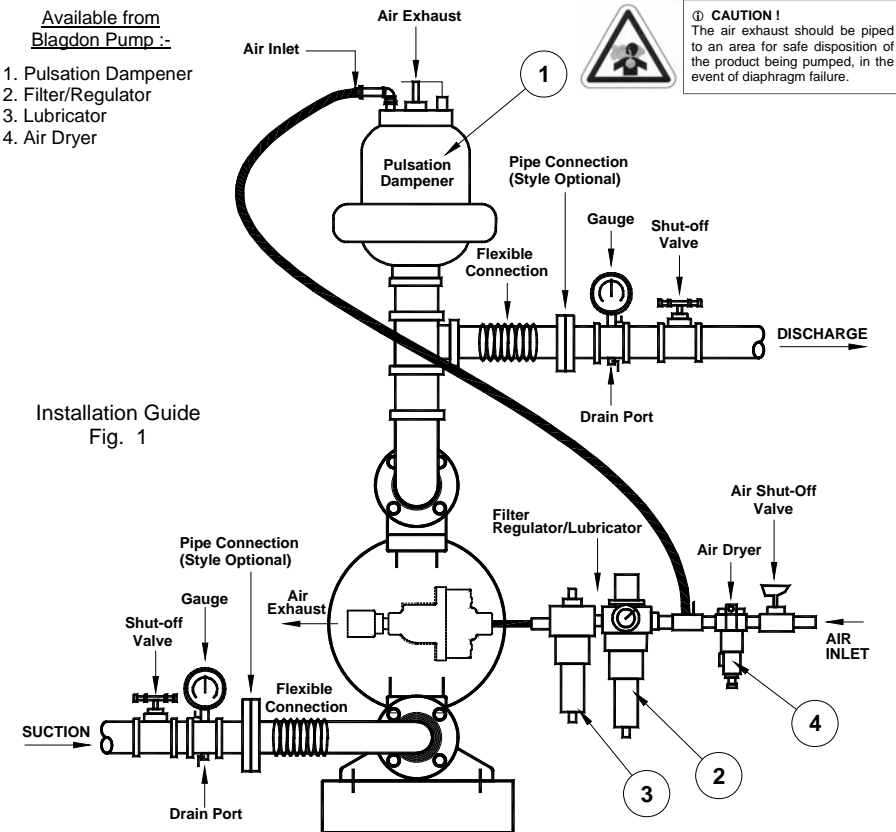 Available from
Blagdon Pump :-
1. Pulsation Dampener
2. Filter/Regulator
3. Lubricator
4. Air Dryer
Air Exhaust
Air Inlet
1
ⓘ CAUTION !
The air exhaust should be piped
to an area for safe disposition of
the product being pumped, in the
event of diaphragm failure.
Pulsation
Dampener
Pipe Connection
(Style Optional)
Gauge
Shut-off
Valve
Flexible
Connection
DISCHARGE
Drain Port
Installation Guide
Fig. 1
Filter
Regulator/Lubricator
Air Shut-Off
Valve
Air Dryer
AIR
INLET
Pipe Connection
(Style Optional)
Air
Exhaust
Gauge
Shut-off
Valve
Flexible
Connection
SUCTION
Drain Port
4
2
3